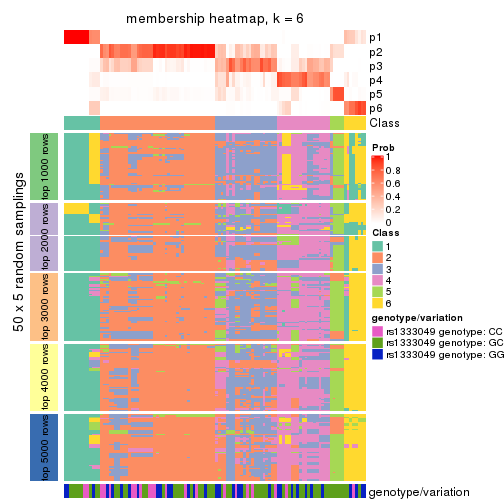 membership heatmap, k = 6
p1
p2
p3
p4
p5
p6
Class
50 x 5 random samplings
top 1000 rows
top 2000 rows
top 3000 rows
top 4000 rows
top 5000 rows
Prob
1
0.8
0.6
0.4
0.2
0
Class
1
2
3
4
5
6
genotype/variation
rs1333049 genotype: CC
rs1333049 genotype: GC
rs1333049 genotype: GG
genotype/variation